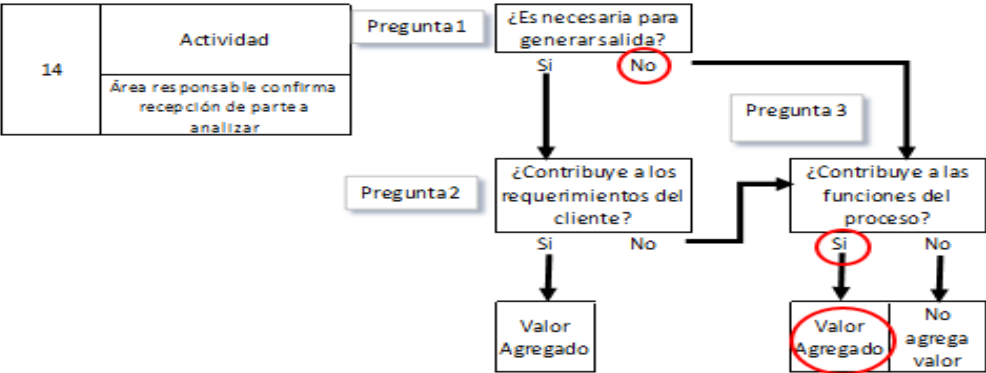 14
Actividad
Área responsable confirma
recepción de parte a
analizar
Pregunta 1
¿Es necesaria para
generar salida?
Si No
Pregunta 3
Pregunta 2
¿Contribuye a los
requerimientos del
cliente?
Si No
¿Contribuye a las
funciones del
proceso?
Si No
Valor
Agregado
Valor
Agregado
No
agrega
valor